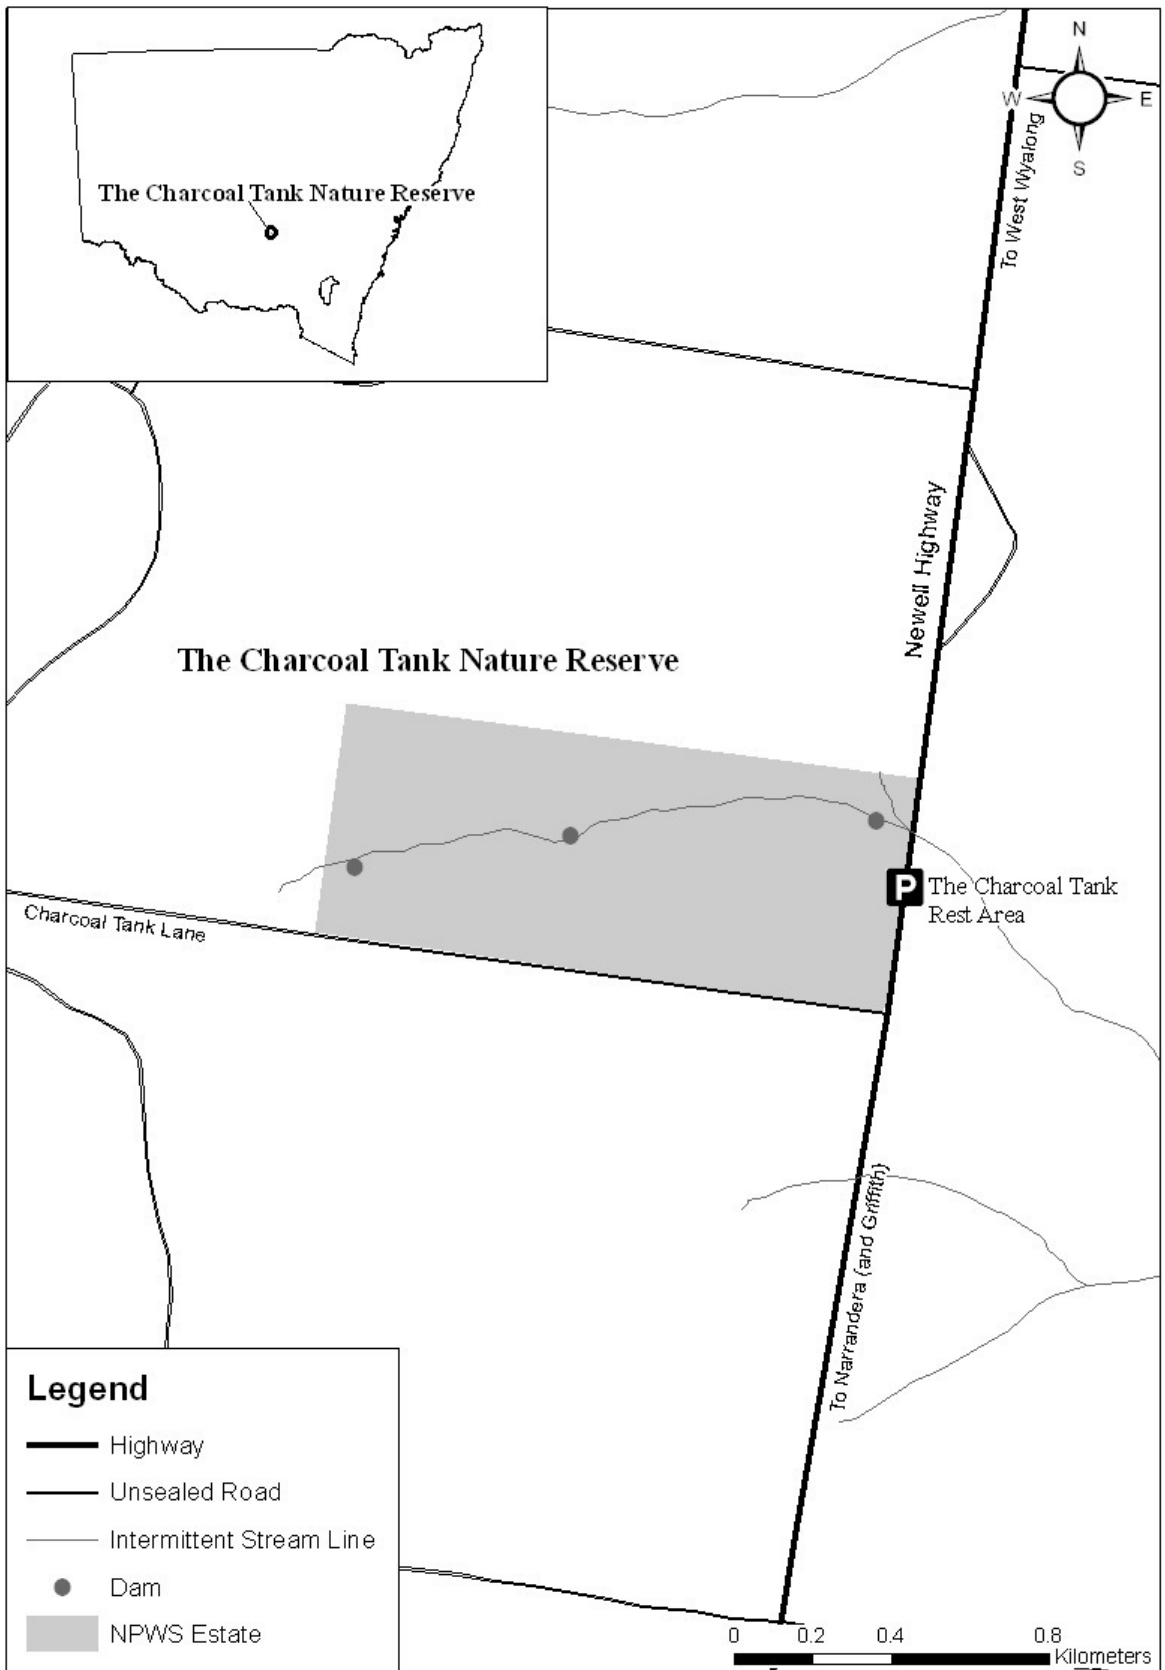 The Charcoal Tank Nature Reserve
N
W
E
S
To West Wyalong
Newell Highway
The Charcoal Tank Nature Reserve
P
The Charcoal Tank
Rest Area
Charcoal Tank Lane
To Narrandera (and Griffith)
Legend
Highway
Unsealed Road
Intermittent Stream Line
Dam
NPWS Estate
0 0.2 0.4 0.8
Kilometers